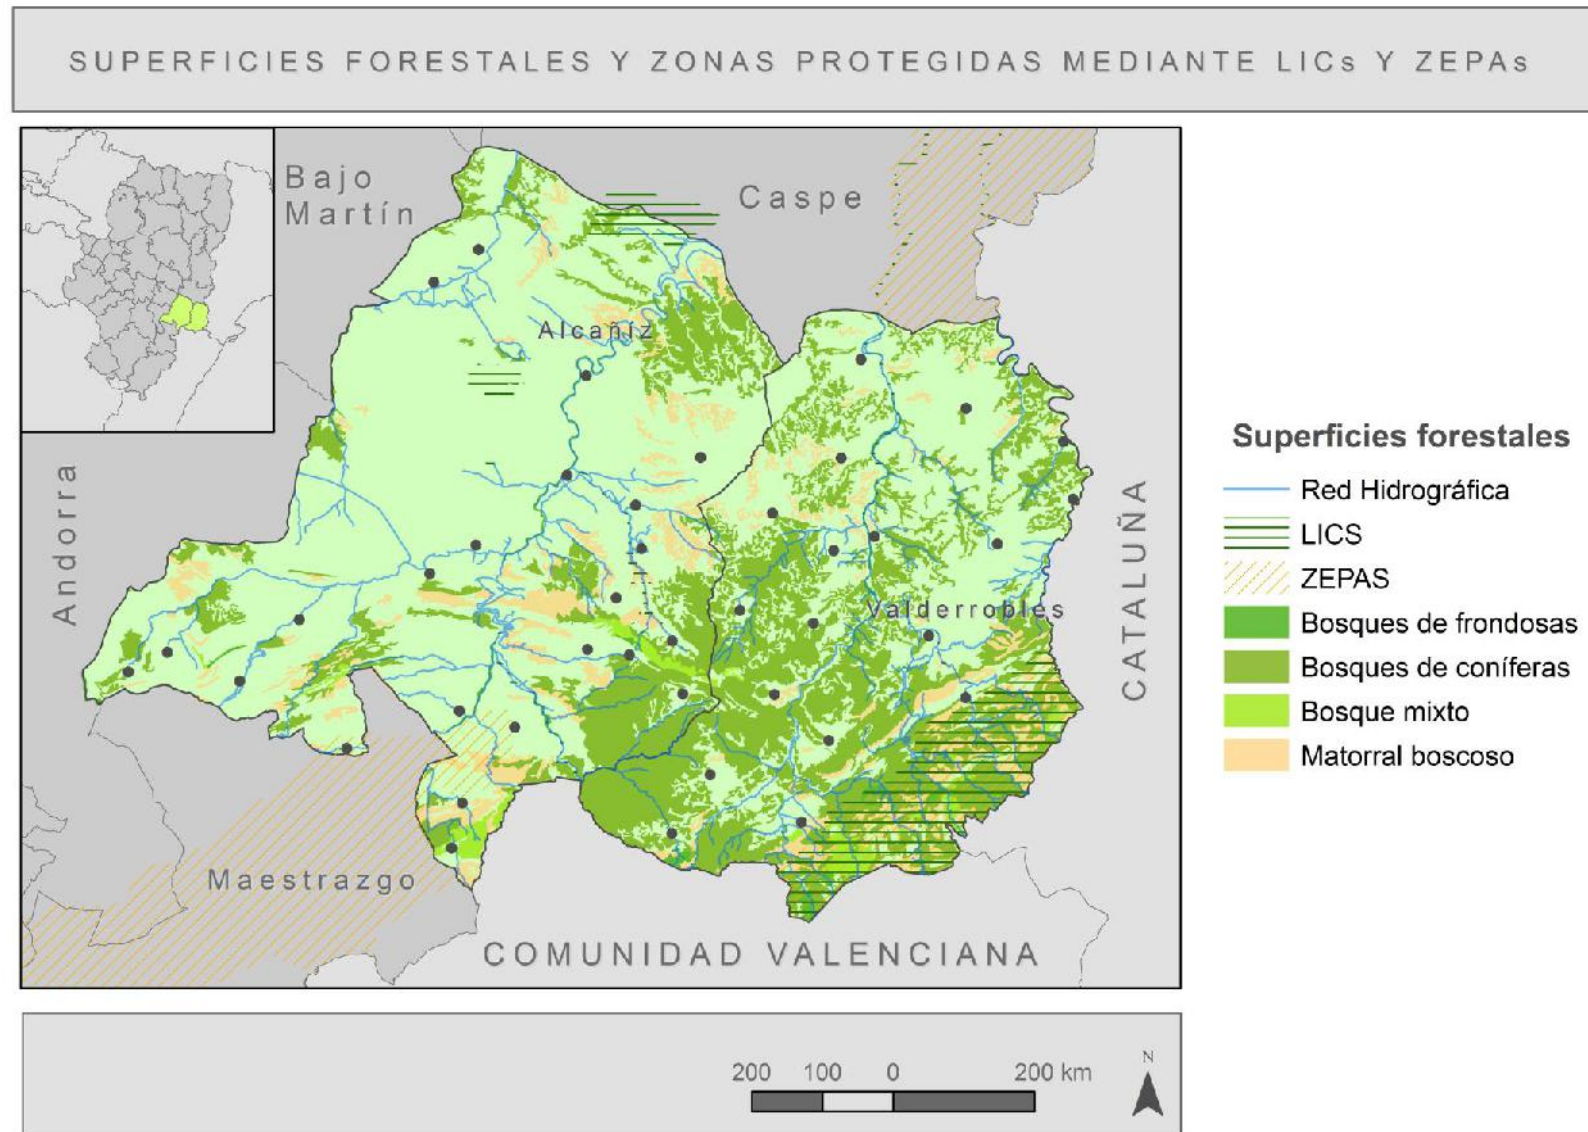 SUPERFICIES FORESTALES Y ZONAS PROTEGIDAS MEDIANTE LICs Y ZEPAs
Bajo
Martín
Caspe
Alcañíz
Andorra
Valderrobles
CATALUÑA
Maestrazgo
COMUNIDAD VALENCIANA
Superficies forestales
Red Hidrográfica
LICS
ZEPAS
Bosques de frondosas
Bosques de coníferas
Bosque mixto
Matorral boscoso
200 100 0 200 km
N